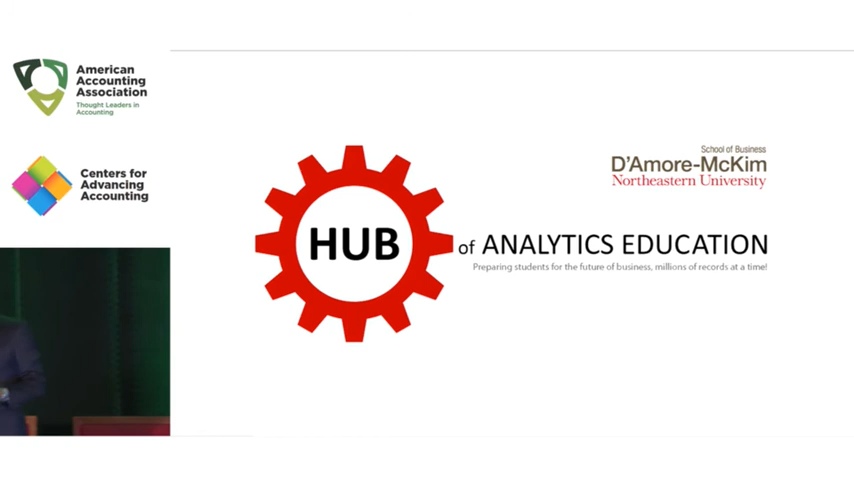 American
Accounting
Association
Thought Leaders in
Accounting
Centers for
Advancing
Accounting
School of Business
D'Amore-McKim
Northeastern University
HUB of ANALYTICS EDUCATION
Preparing students for the future of business, millions of records at a time!